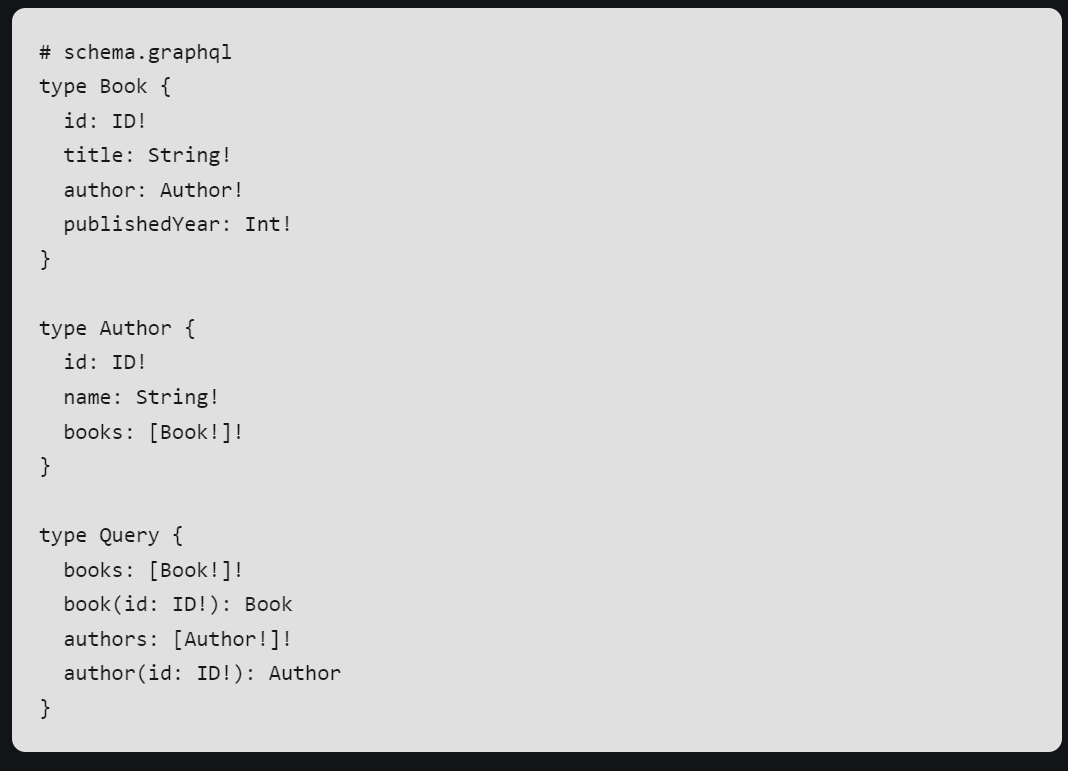 # schema.graphql
type Book {
  id: ID!
  title: String!
  author: Author!
  publishedYear: Int!
}

type Author {
  id: ID!
  name: String!
  books: [Book!]!
}

type Query {
  books: [Book!]!
  book(id: ID!): Book
  authors: [Author!]!
  author(id: ID!): Author
}